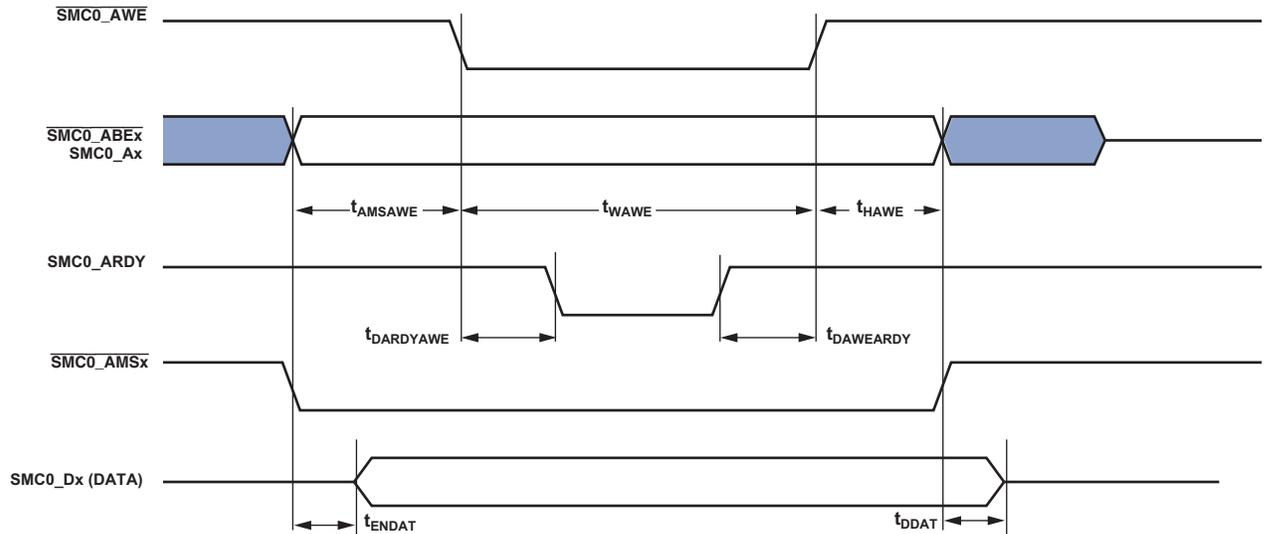 SMC0_AWE
SMC0_ABEx
SMC0_Ax
tAMSAWE
tWAWE
tHAWE
SMC0_ARDY
tDARDYAWE
tDAWEARDY
SMC0_AMSx
SMC0_Dx (DATA)
tENDAT
tDDAT